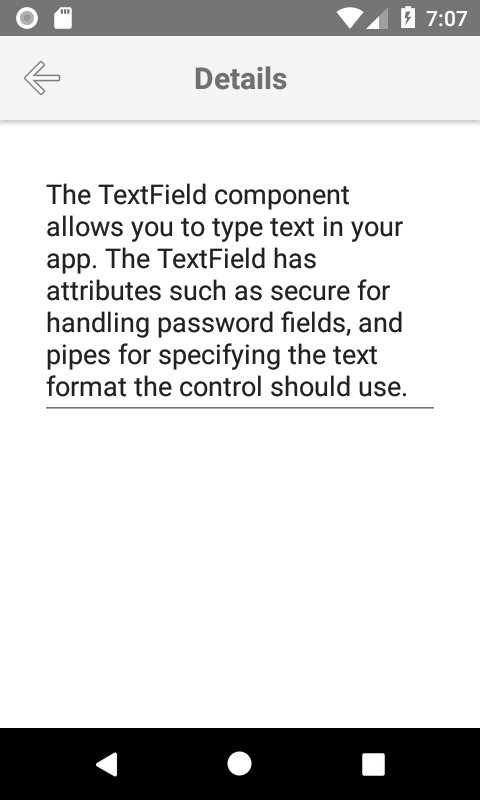 7:07
Details
The TextField component
allows you to type text in your
app. The TextField has
attributes such as secure for
handling password fields, and
pipes for specifying the text
format the control should use.